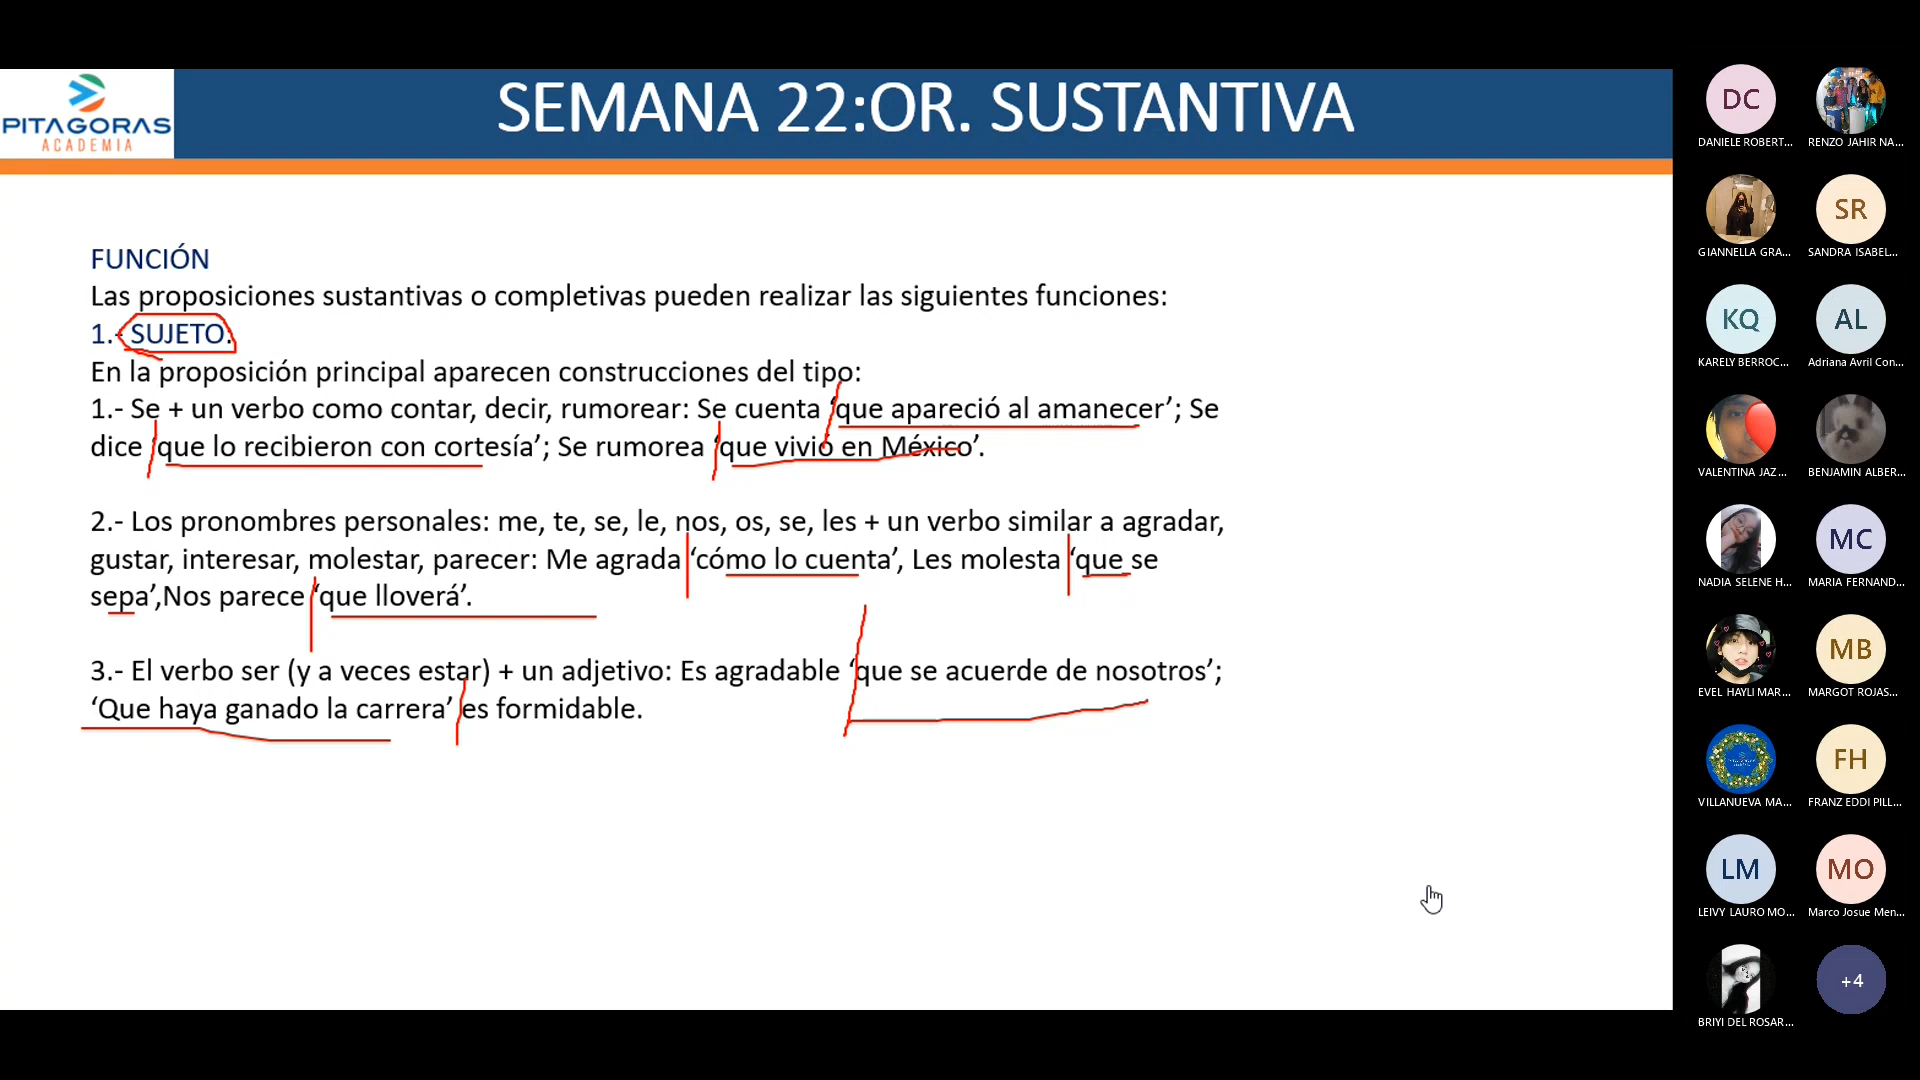 PITAGORAS
ACADEMIA
SEMANA 22:OR. SUSTANTIVA
FUNCIÓN
Las proposiciones sustantivas o completivas pueden realizar las siguientes funciones:
1.- SUJETO:
En la proposición principal aparecen construcciones del tipo:
1.- Se + un verbo como contar, decir, rumorear: Se cuenta ‘que apareció al amanecer’; Se
dice ‘que lo recibieron con cortesía’; Se rumorea ‘que vivió en México’.
2.- Los pronombres personales: me, te, se, le, nos, os, se, les + un verbo similar a agradar,
gustar, interesar, molestar, parecer: Me agrada ‘cómo lo cuenta’, Les molesta ‘que se
sepa’,Nos parece ‘que lloverá’.
3.- El verbo ser (y a veces estar) + un adjetivo: Es agradable ‘que se acuerde de nosotros’;
‘Que haya ganado la carrera’ es formidable.
DC
DANIELE ROBERT...
RENZO JAHIR NA...
GIANNELLA GRA...
SR
SANDRA ISABEL...
KQ
KARELY BERROC...
AL
Adriana Avril Con...
VALENTINA JAZ...
BENJAMIN ALBER...
NADIA SELENE H...
MC
MARIA FERNAND...
EVEL HAYLI MAR...
MB
MARGOT ROJAS...
VILLANUEVA MA...
FH
FRANZ EDDI PILL...
LM
LEIVY LAURO MO...
MO
Marco Josue Men...
BRIYI DEL ROSAR...
+4